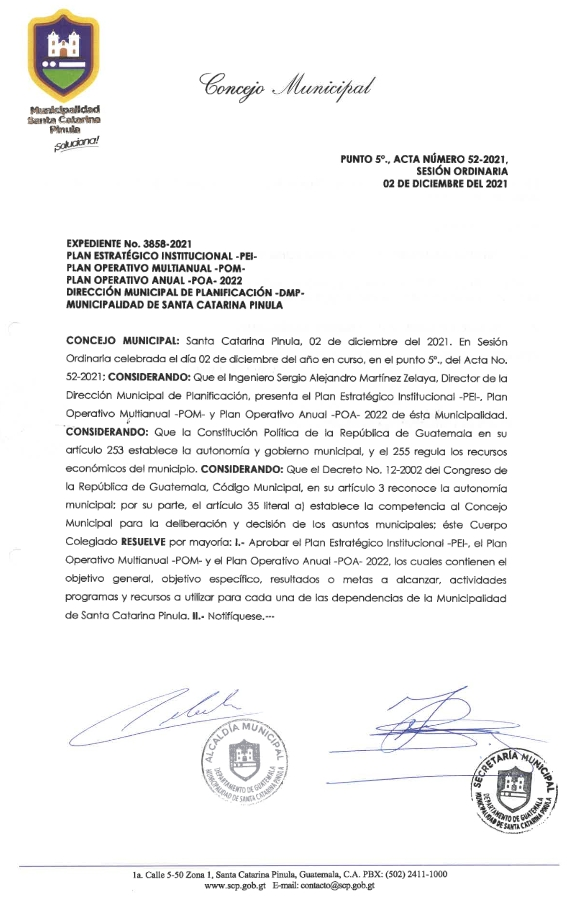 Municipalidad
Santa Catarina
Pinula
¡Soluciona!
Concejo Municipal
PUNTO 5º., ACTA NÚMERO 52-2021,
SESIÓN ORDINARIA
02 DE DICIEMBRE DEL 2021
EXPEDIENTE No. 3858-2021
PLAN ESTRATÉGICO INSTITUCIONAL -PEI-
PLAN OPERATIVO MULTIANUAL -POM-
PLAN OPERATIVO ANUAL -POA- 2022
DIRECCIÓN MUNICIPAL DE PLANIFICACIÓN -DMP-
MUNICIPALIDAD DE SANTA CATARINA PINULA
CONCEJO MUNICIPAL: Santa Catarina Pinula, 02 de diciembre del 2021. En Sesión
Ordinaria celebrada el día 02 de diciembre del año en curso, en el punto 5º., del Acta No.
52-2021; CONSIDERANDO: Que el Ingeniero Sergio Alejandro Martínez Zelaya, Director de la
Dirección Municipal de Planificación, presenta el Plan Estratégico Institucional -PEI-, Plan
Operativo Multianual -POM- y Plan Operativo Anual -POA- 2022 de ésta Municipalidad.
CONSIDERANDO: Que la Constitución Política de la República de Guatemala en su
artículo 253 establece la autonomía y gobierno municipal, y el 255 regula los recursos
económicos del municipio. CONSIDERANDO: Que el Decreto No. 12-2002 del Congreso de
la República de Guatemala, Código Municipal, en su artículo 3 reconoce la autonomía
municipal; por su parte, el artículo 35 literal a) establece la competencia al Concejo
Municipal para la deliberación y decisión de los asuntos municipales; éste Cuerpo
Colegiado RESUELVE por mayoría: I.- Aprobar el Plan Estratégico Institucional -PEI-, el Plan
Operativo Multianual -POM- y el Plan Operativo Anual -POA- 2022, los cuales contienen el
objetivo general, objetivo específico, resultados o metas a alcanzar, actividades
programas y recursos a utilizar para cada una de las dependencias de la Municipalidad
de Santa Catarina Pinula. II.- Notifíquese.---
ALCALDÍA MUNICIPAL
DEPARTAMENTO DE GUATEMALA
MUNICIPALIDAD DE SANTA CATARINA PINULA
SECRETARÍA MUNICIPAL
DEPARTAMENTO DE GUATEMALA
MUNICIPALIDAD DE SANTA CATARINA PINULA
1a. Calle 5-50 Zona 1, Santa Catarina Pinula, Guatemala, C.A. PBX: (502) 2411-1000
www.scp.gob.gt E-mail: contacto@scp.gob.gt